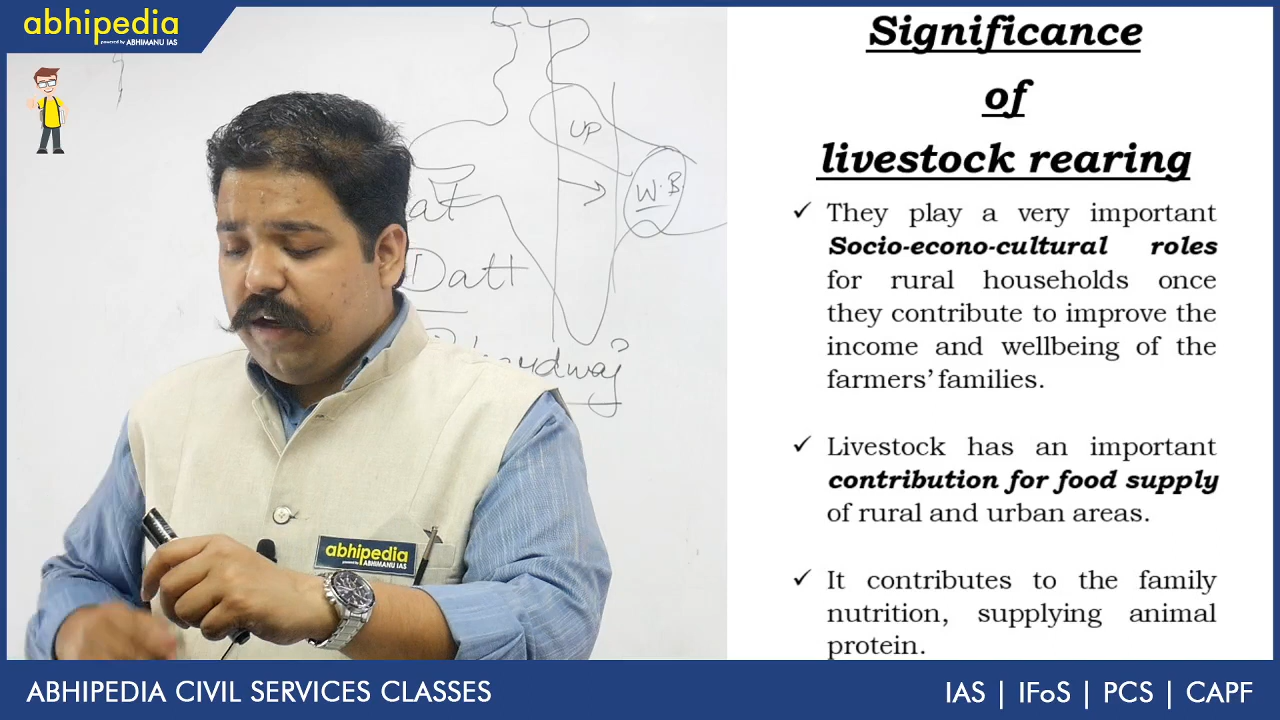 abhipedia
powered by ABHIMANU IAS
UP
W.B
at
Datt
abhipedia
powered by ABHIMANU IAS
Significance
of
livestock rearing
✓ They play a very important
Socio-econo-cultural roles
for rural households once
they contribute to improve the
income and wellbeing of the
farmers' families.
✓ Livestock has an important
contribution for food supply
of rural and urban areas.
✓ It contributes to the family
nutrition, supplying animal
protein.
ABHIPEDIA CIVIL SERVICES CLASSES
IAS | IFoS | PCS | CAPF